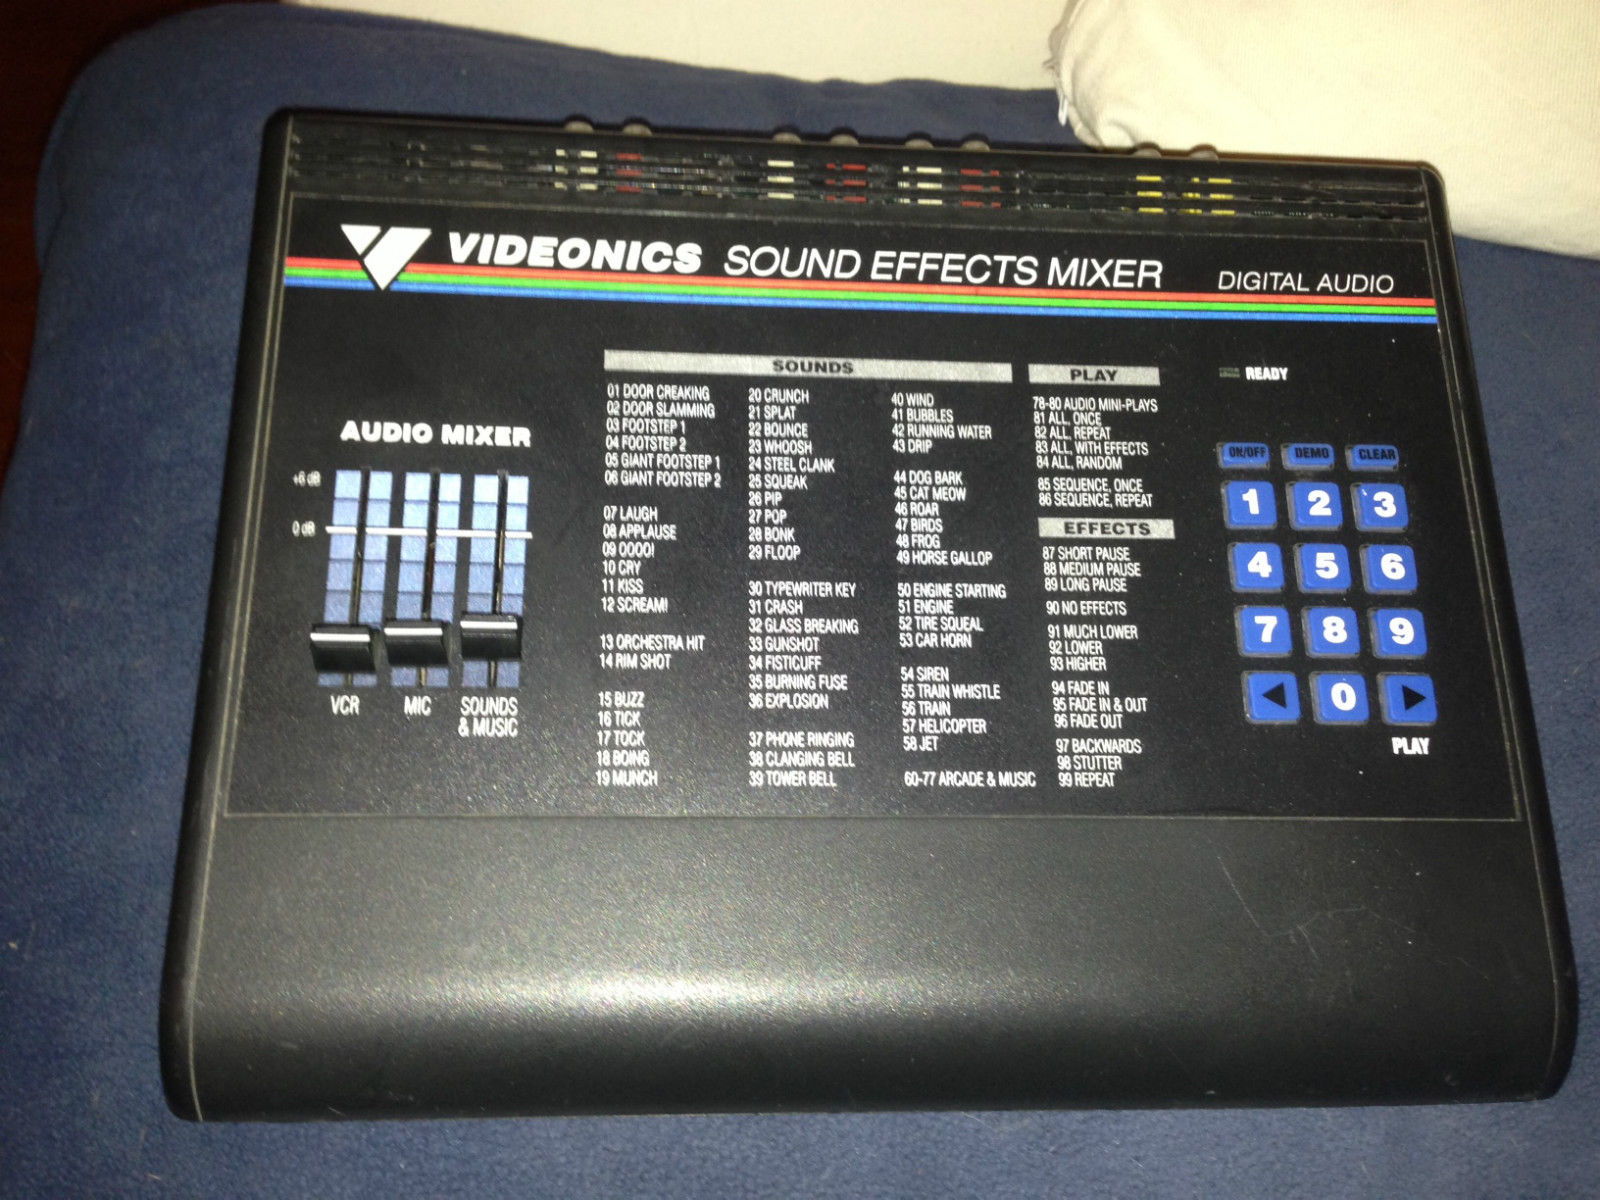 VIDEONICS SOUND EFFECTS MIXER DIGITAL AUDIO
AUDIO MIXER
+6 dB
0 dB
VCR
MIC
SOUNDS
& MUSIC
SOUNDS
01 DOOR CREAKING
02 DOOR SLAMMING
03 FOOTSTEP 1
04 FOOTSTEP 2
05 GIANT FOOTSTEP 1
06 GIANT FOOTSTEP 2
07 LAUGH
08 APPLAUSE
09 OOOO!
10 CRY
11 KISS
12 SCREAM!
13 ORCHESTRA HIT
14 RIM SHOT
15 BUZZ
16 TICK
17 TOCK
18 BOING
19 MUNCH
20 CRUNCH
21 SPLAT
22 BOUNCE
23 WHOOSH
24 STEEL CLANK
25 SQUEAK
26 PIP
27 POP
28 BONK
29 FLOOP
30 TYPEWRITER KEY
31 CRASH
32 GLASS BREAKING
33 GUNSHOT
34 FISTICUFF
35 BURNING FUSE
36 EXPLOSION
37 PHONE RINGING
38 CLANGING BELL
39 TOWER BELL
40 WIND
41 BUBBLES
42 RUNNING WATER
43 DRIP
44 DOG BARK
45 CAT MEOW
46 ROAR
47 BIRDS
48 FROG
49 HORSE GALLOP
50 ENGINE STARTING
51 ENGINE
52 TIRE SQUEAL
53 CAR HORN
54 SIREN
55 TRAIN WHISTLE
56 TRAIN
57 HELICOPTER
58 JET
60-77 ARCADE & MUSIC
PLAY
78-80 AUDIO MINI-PLAYS
81 ALL, ONCE
82 ALL, REPEAT
83 ALL, WITH EFFECTS
84 ALL, RANDOM
85 SEQUENCE, ONCE
86 SEQUENCE, REPEAT
EFFECTS
87 SHORT PAUSE
88 MEDIUM PAUSE
89 LONG PAUSE
90 NO EFFECTS
91 MUCH LOWER
92 LOWER
93 HIGHER
94 FADE IN
95 FADE IN & OUT
96 FADE OUT
97 BACKWARDS
98 STUTTER
99 REPEAT
READY
ON/OFF DEMO CLEAR
1 2 3
4 5 6
7 8 9
0
PLAY